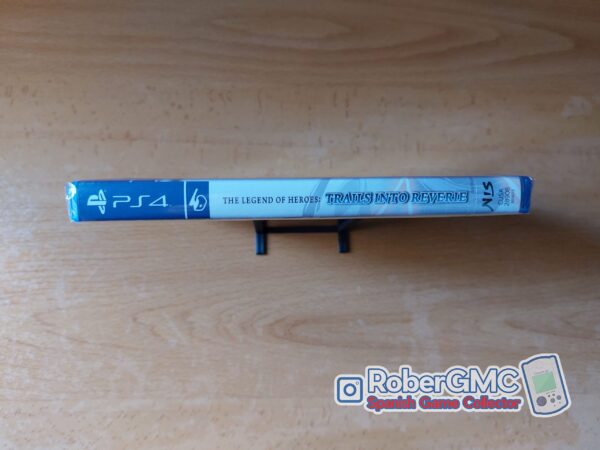 PS4
THE LEGEND OF HEROES: TRAILS INTO REVERIE
NIS
RoberGMC
Spanish Game Collector